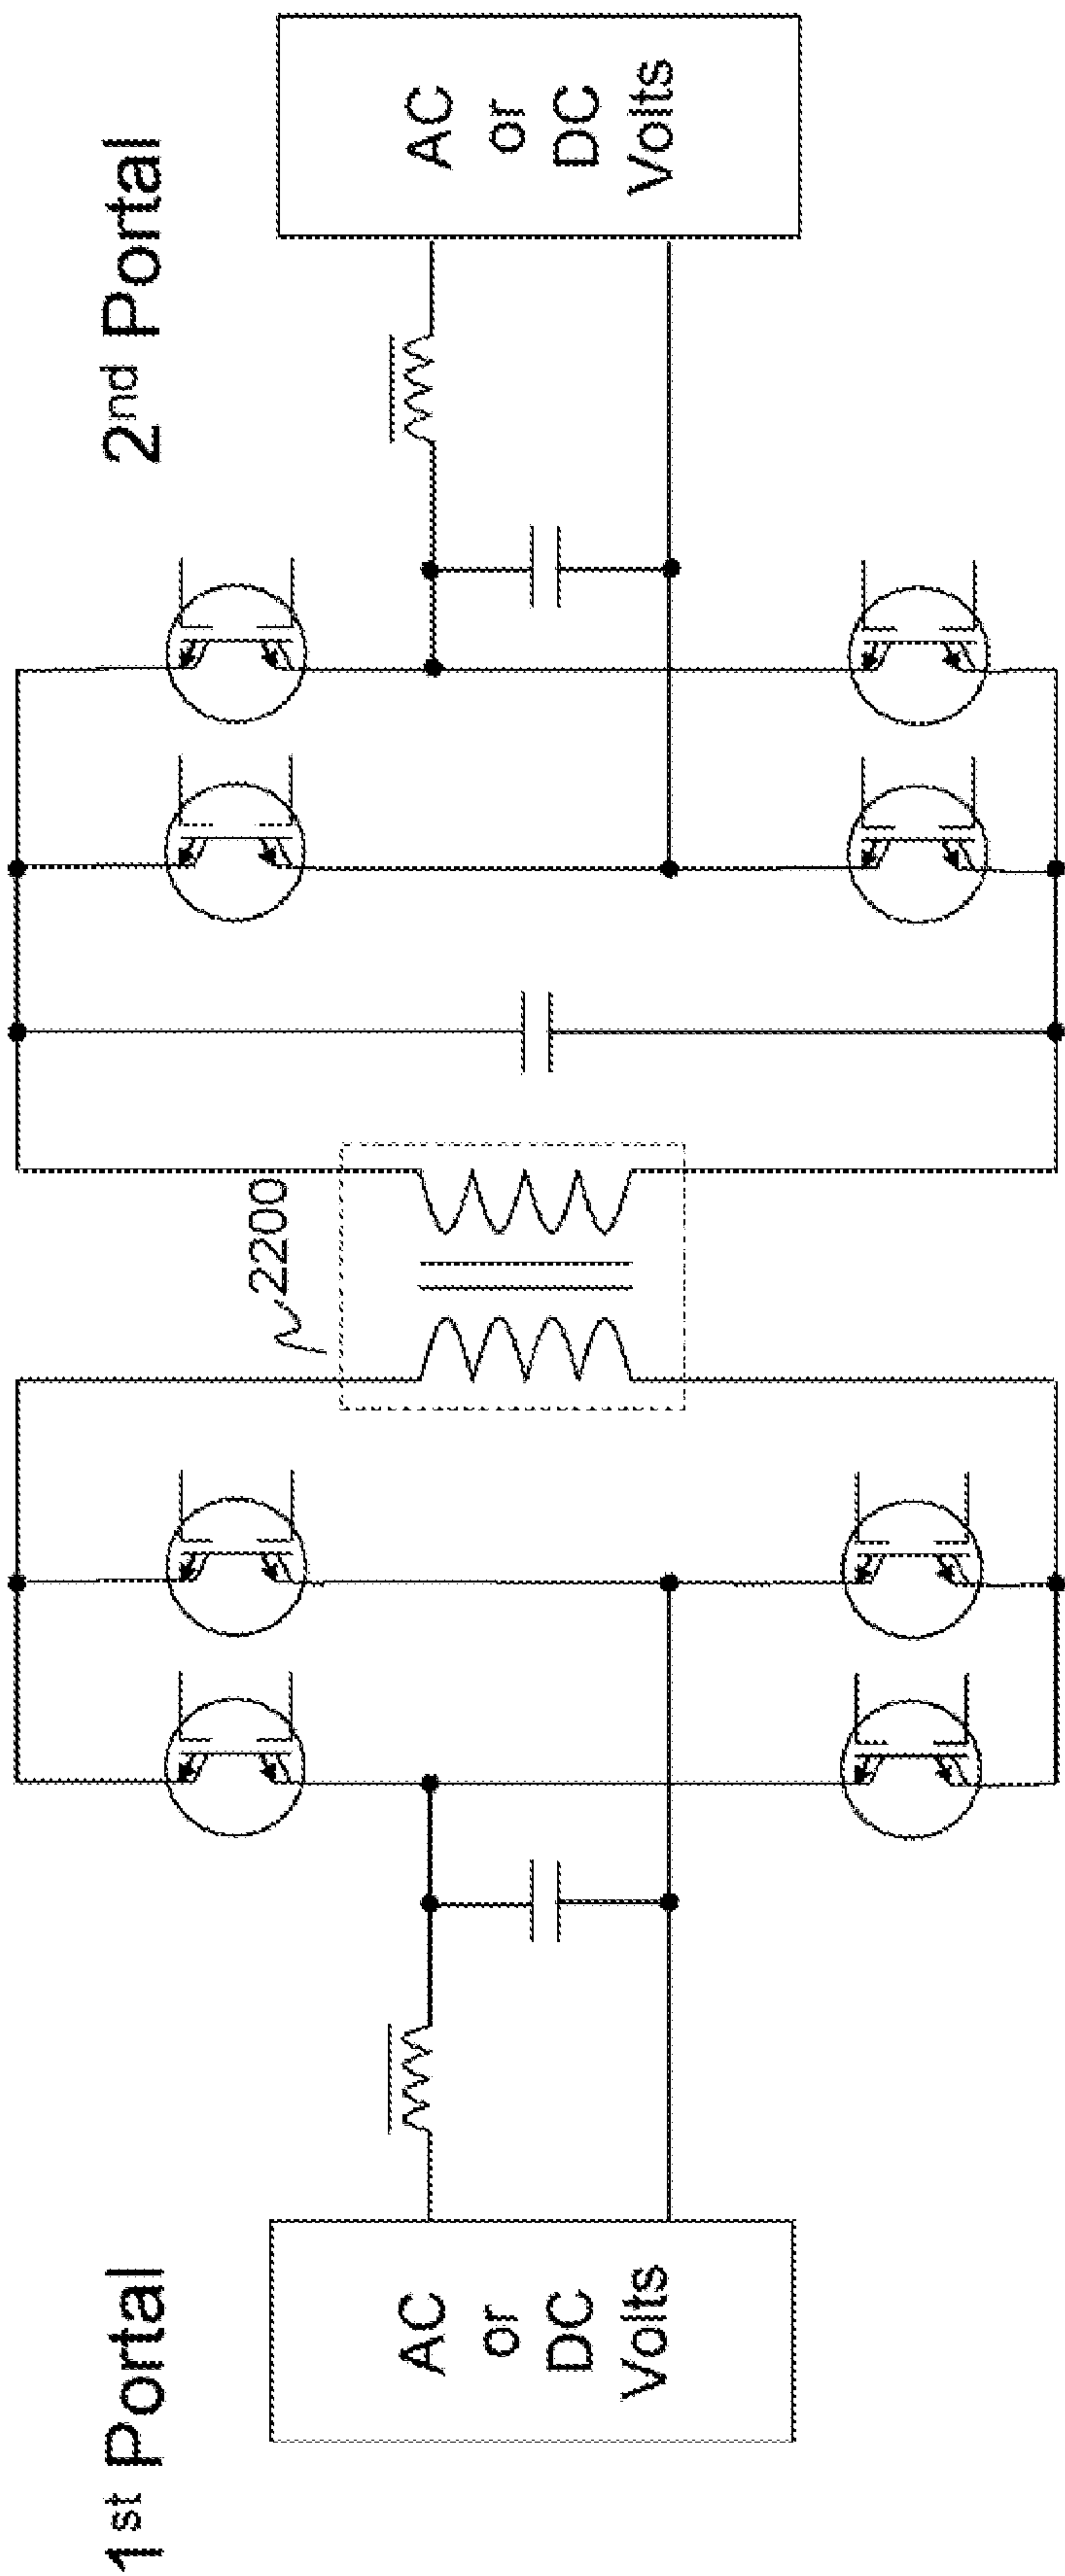 1st Portal
AC
or
DC
Volts
2200
2nd Portal
AC
or
DC
Volts